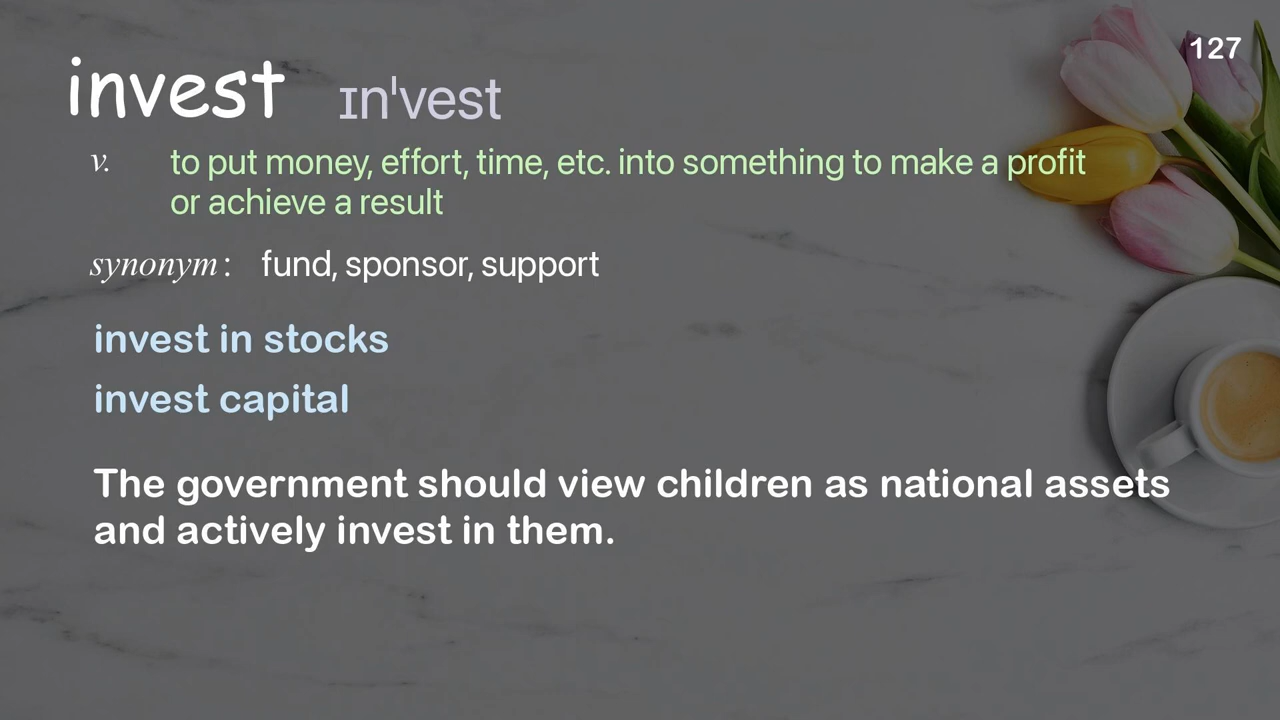 127
invest ɪn'vest
v. to put money, effort, time, etc. into something to make a profit
or achieve a result
synonym: fund, sponsor, support
invest in stocks
invest capital
The government should view children as national assets
and actively invest in them.